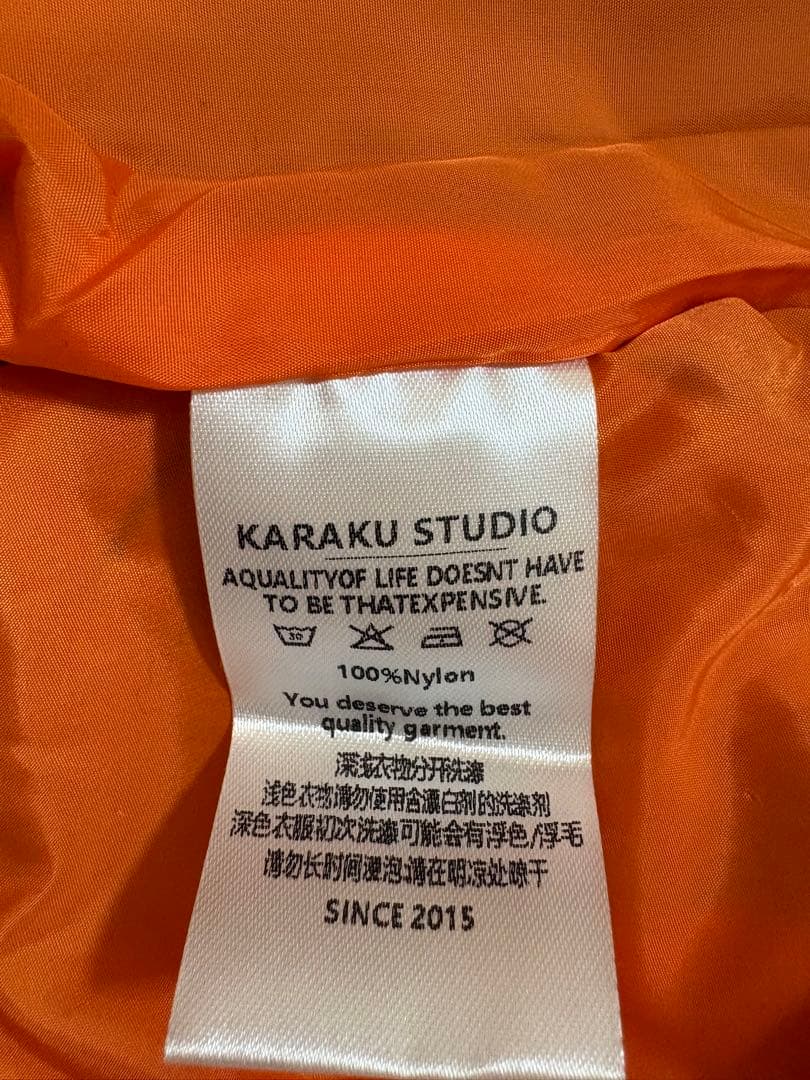 KARAKU STUDIO
AQUALITYOF LIFE DOESNT HAVE
TO BE THATEXPENSIVE.
30
100%Nylon
You deserve the best
quality garment.
深浅衣物分开洗涤
浅色衣物请勿使用含漂白剂的洗涤剂
深色衣服初次洗涤可能会有浮色/浮毛
请勿长时间浸泡,请在阴凉处晾干
SINCE 2015